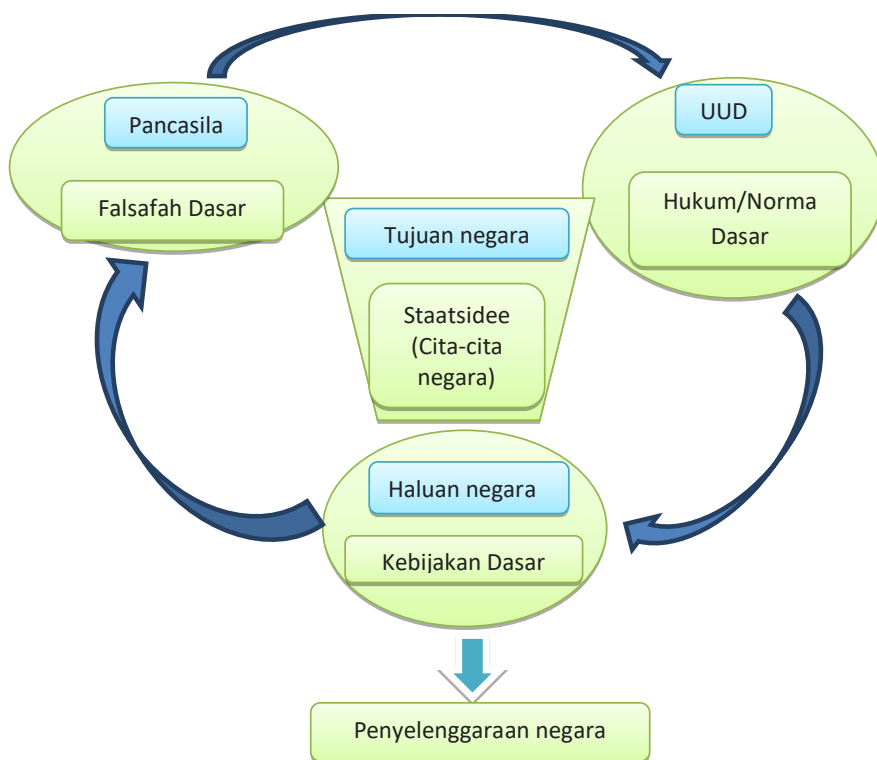 Pancasila
Falsafah Dasar
UUD
Hukum/Norma
Dasar
Tujuan negara
Staatsidee
(Cita-cita
negara)
Haluan negara
Kebijakan Dasar
Penyelenggaraan negara